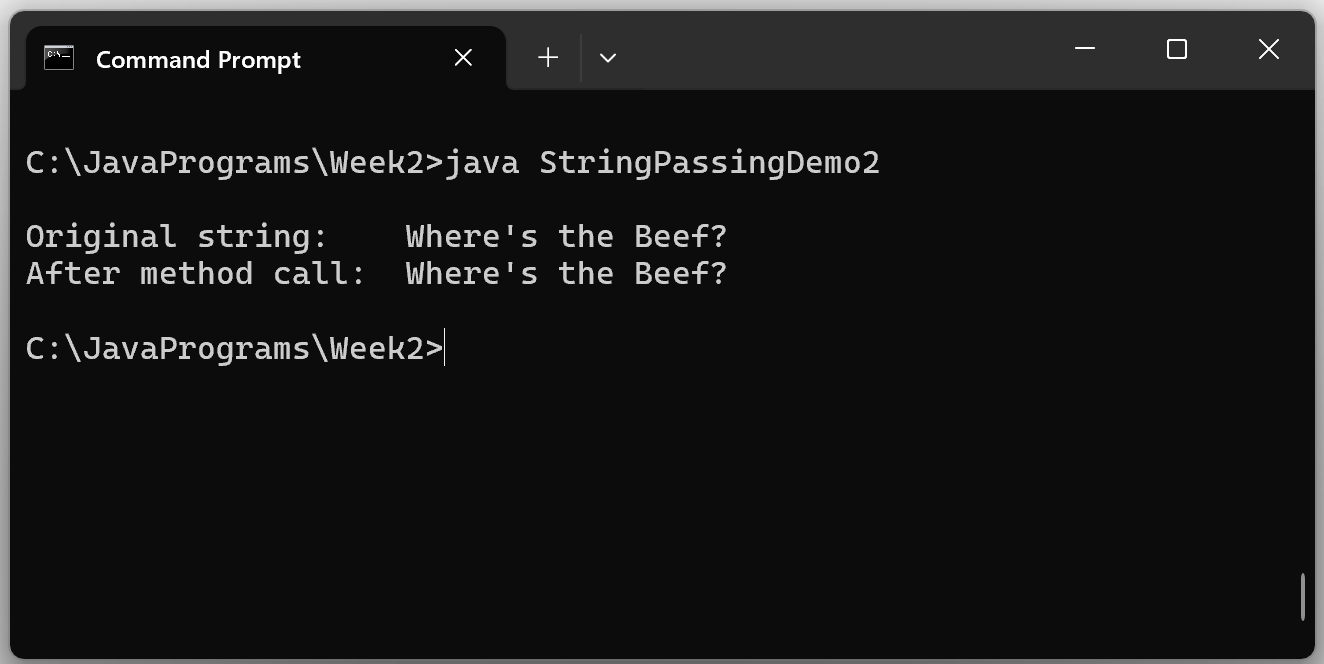 Command Prompt
C:\JavaPrograms\Week2>java StringPassingDemo2
Original string:    Where's the Beef?
After method call:  Where's the Beef?
C:\JavaPrograms\Week2>